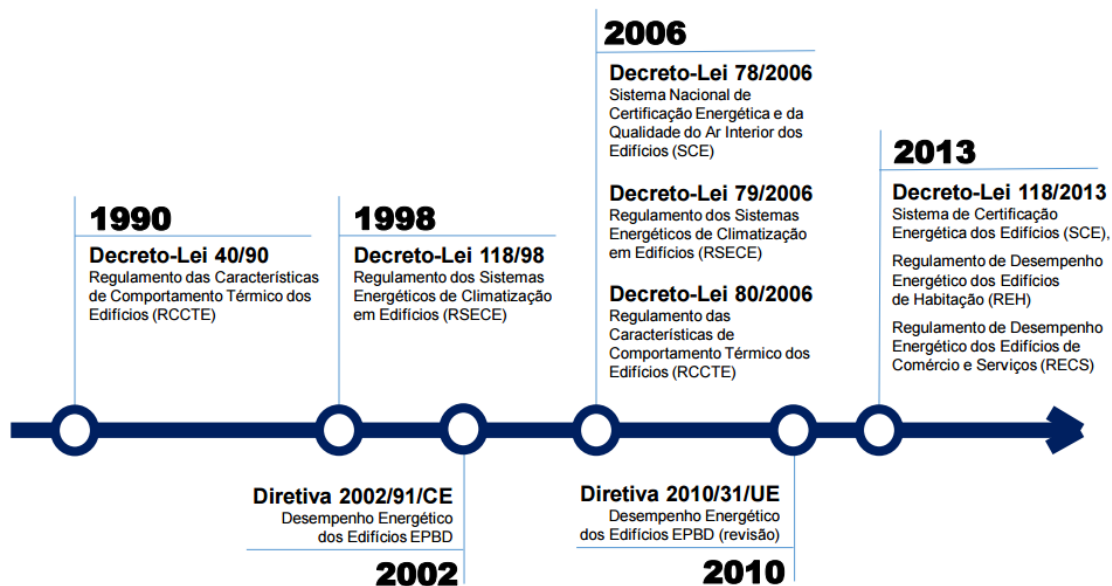 1990
Decreto-Lei 40/90
Regulamento das Características
de Comportamento Térmico dos
Edifícios (RCCTE)
1998
Decreto-Lei 118/98
Regulamento dos Sistemas
Energéticos de Climatização
em Edifícios (RSECE)
2006
Decreto-Lei 78/2006
Sistema Nacional de
Certificação Energética e da
Qualidade do Ar Interior dos
Edifícios (SCE)
Decreto-Lei 79/2006
Regulamento dos Sistemas
Energéticos de Climatização
em Edifícios (RSECE)
Decreto-Lei 80/2006
Regulamento das
Características de
Comportamento Térmico dos
Edifícios (RCCTE)
2013
Decreto-Lei 118/2013
Sistema de Certificação
Energética dos Edifícios (SCE),
Regulamento de Desempenho
Energético dos Edifícios
de Habitação (REH)
Regulamento de Desempenho
Energético dos Edifícios de
Comércio e Serviços (RECS)
Diretiva 2002/91/CE
Desempenho Energético
dos Edifícios EPBD
2002
Diretiva 2010/31/UE
Desempenho Energético
dos Edifícios EPBD (revisão)
2010